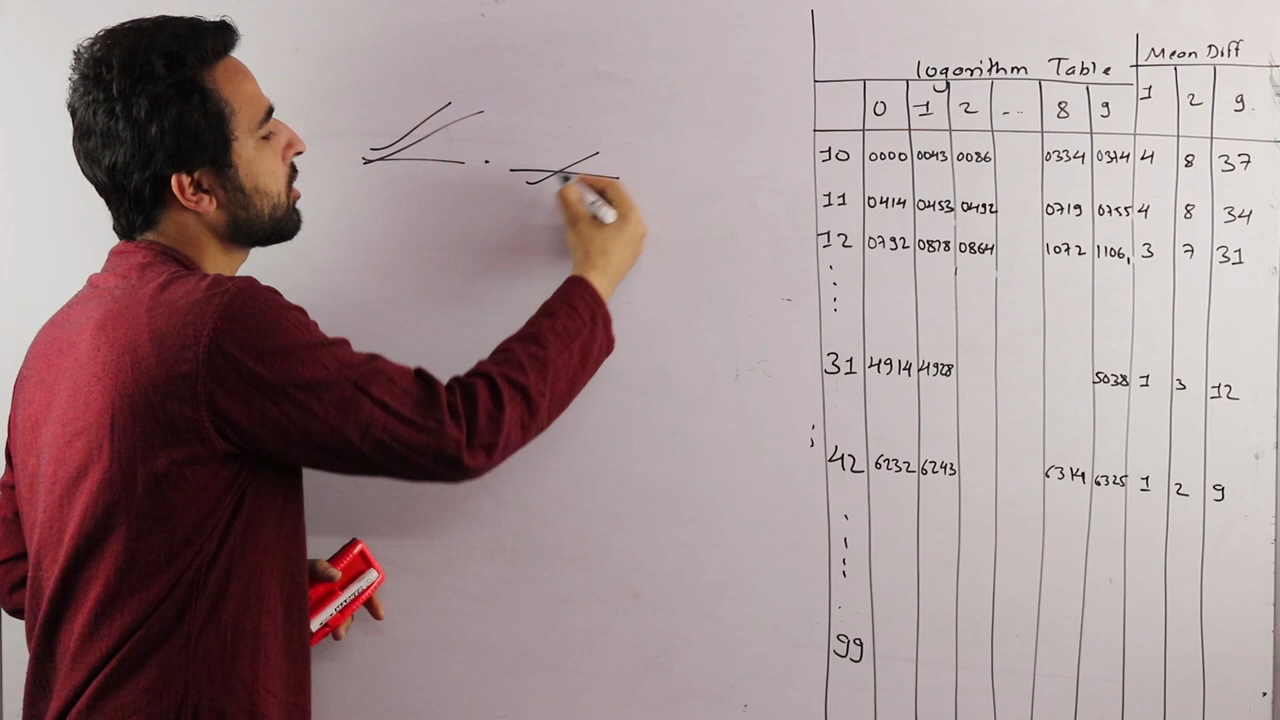 Mean Diff
logorithm Table
0 1 2 ... 8 9 1 2 9.
10 0000 0043 0086 0334 0374 4 8 37
11 0414 0453 0492 0719 0755 4 8 34
12 0792 0878 0864 1072 1106, 3 7 31
31 4914 4928 5038 1 3 12
42 6232 6243 6314 6325 1 2 9
99
MARKER